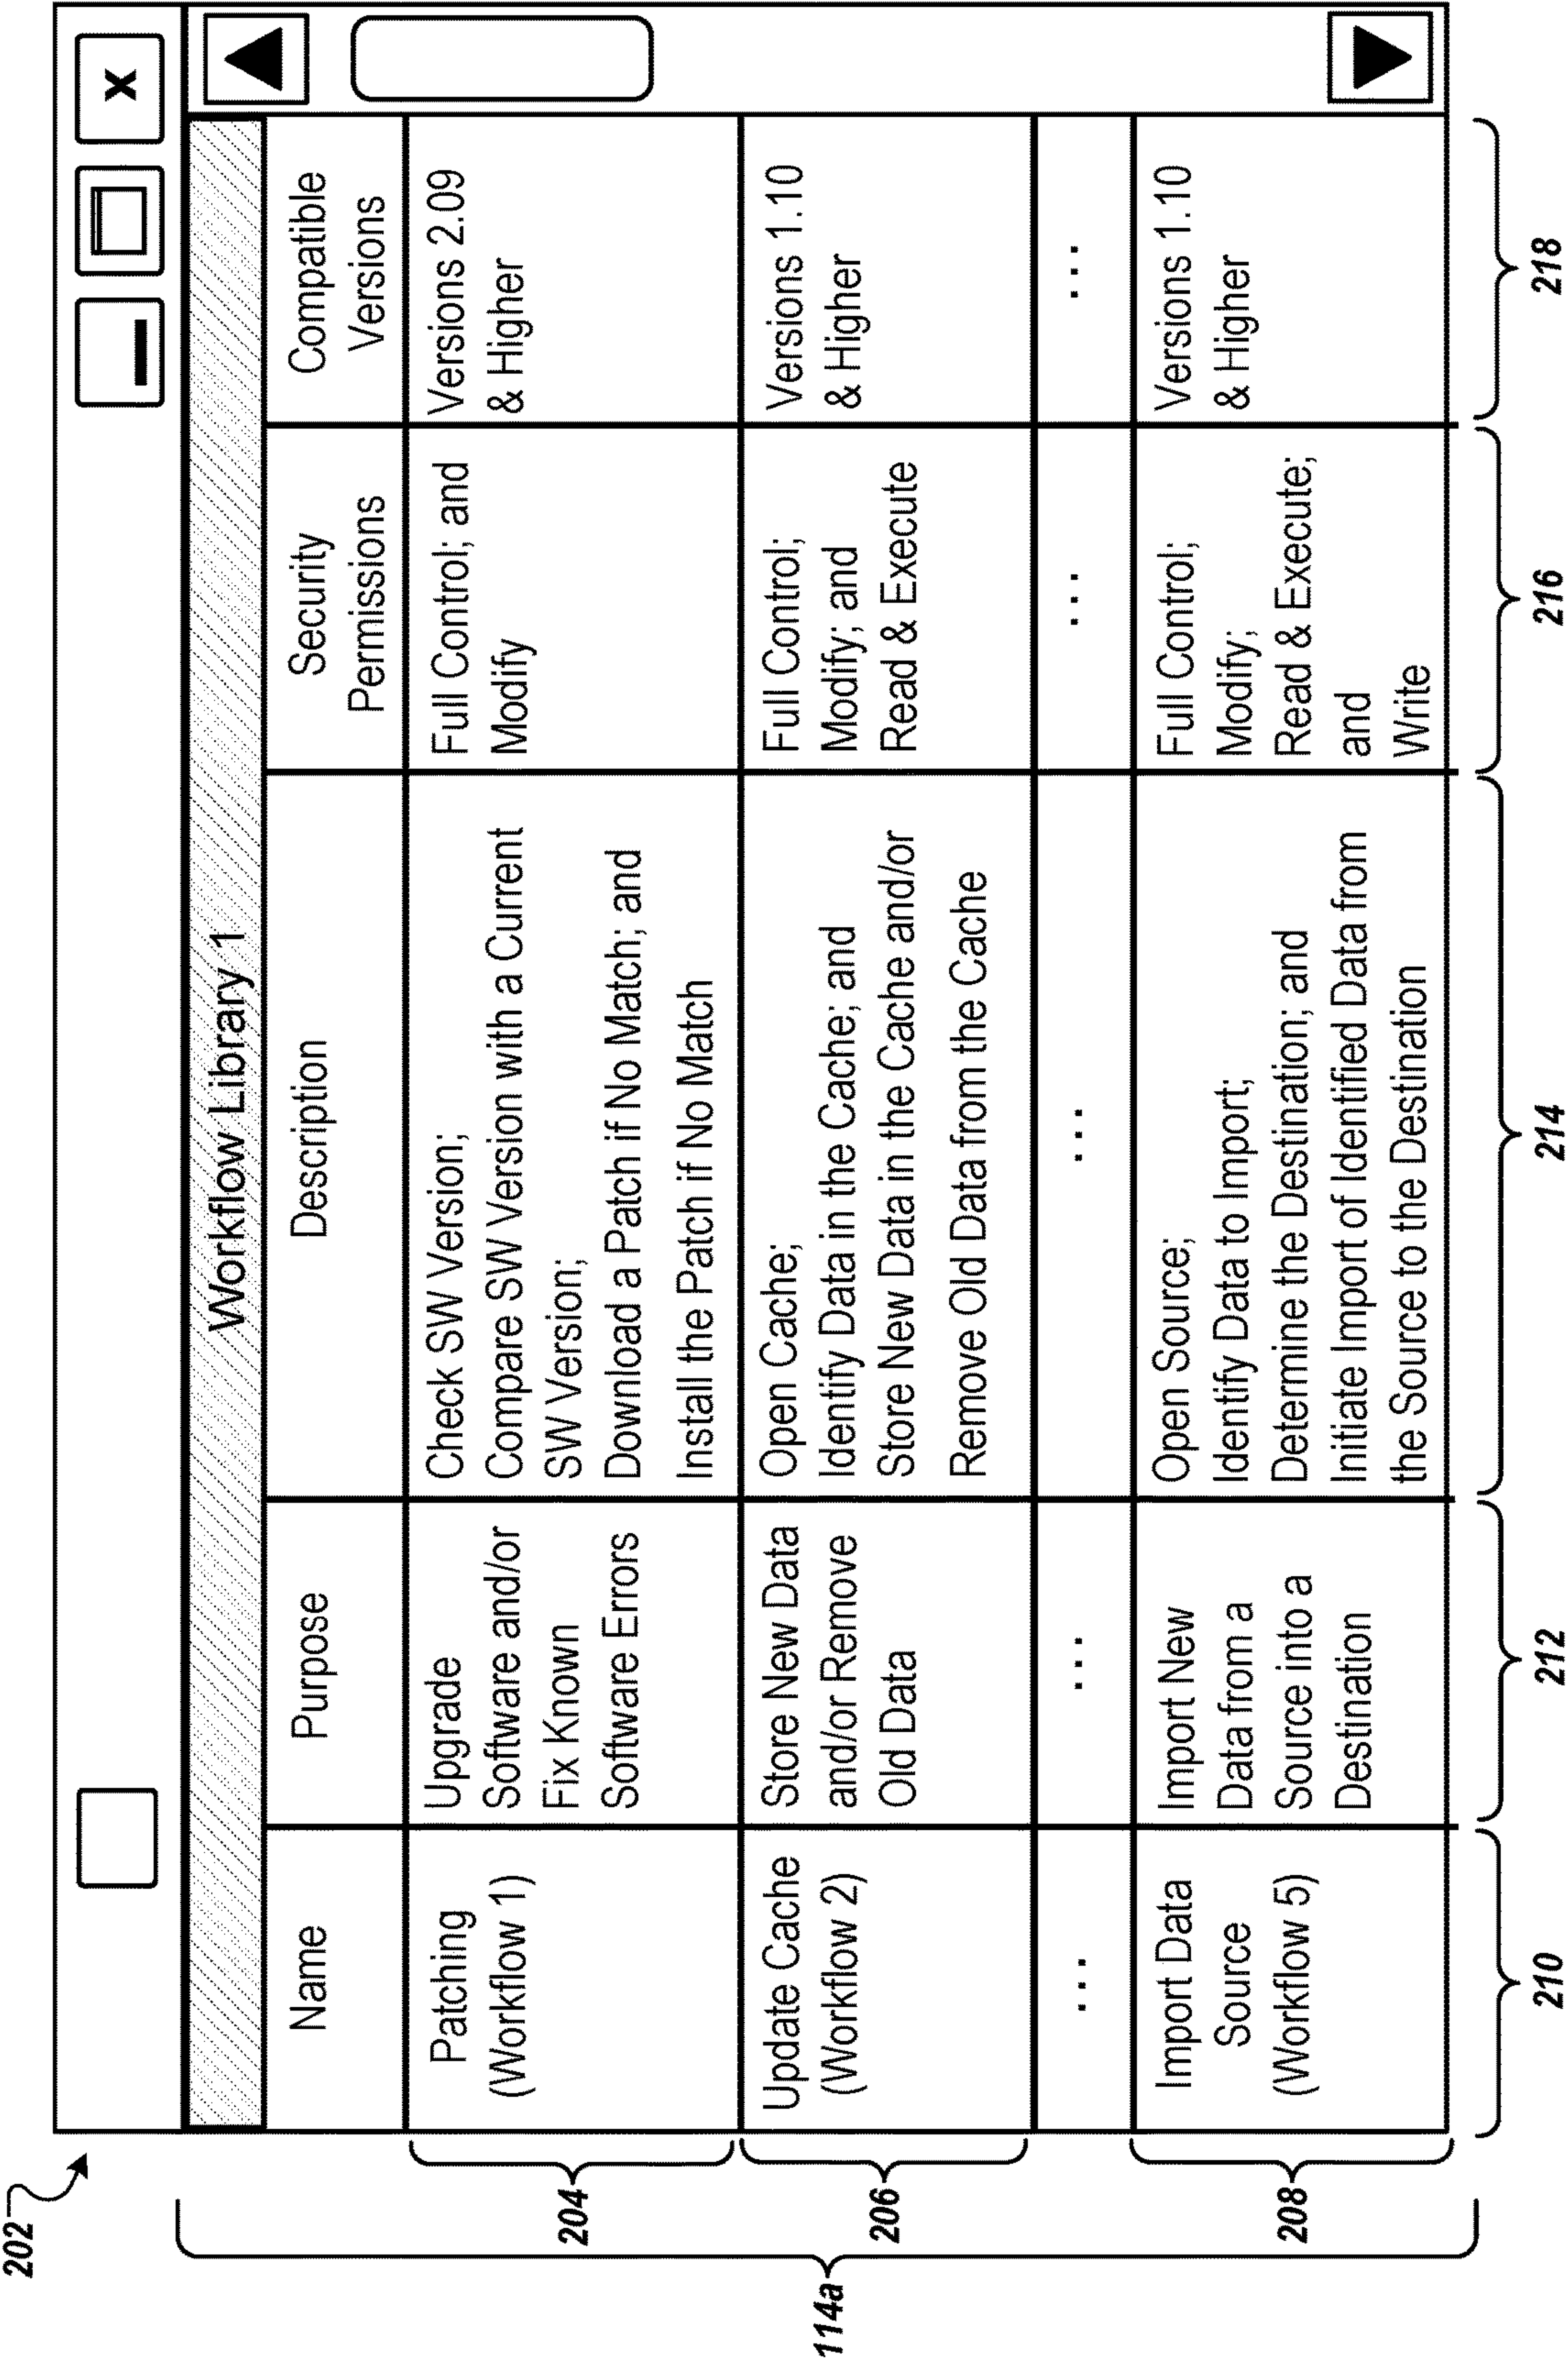 202
X
Workflow Library 1
Name
Purpose
Description
Security
Permissions
Compatible
Versions
Patching
(Workflow 1)
Upgrade
Software and/or
Fix Known
Software Errors
Check SW Version;
Compare SW Version with a Current
SW Version;
Download a Patch if No Match; and
Install the Patch if No Match
Full Control; and
Modify
Versions 2.09
& Higher
204
Update Cache
(Workflow 2)
Store New Data
and/or Remove
Old Data
Open Cache;
Identify Data in the Cache; and
Store New Data in the Cache and/or
Remove Old Data from the Cache
Full Control;
Modify; and
Read & Execute
Versions 1.10
& Higher
206
114a
...
...
...
...
...
Import Data
Source
(Workflow 5)
Import New
Data from a
Source into a
Destination
Open Source;
Identify Data to Import;
Determine the Destination; and
Initiate Import of Identified Data from
the Source to the Destination
Full Control;
Modify;
Read & Execute;
and
Write
Versions 1.10
& Higher
208
210
212
214
216
218